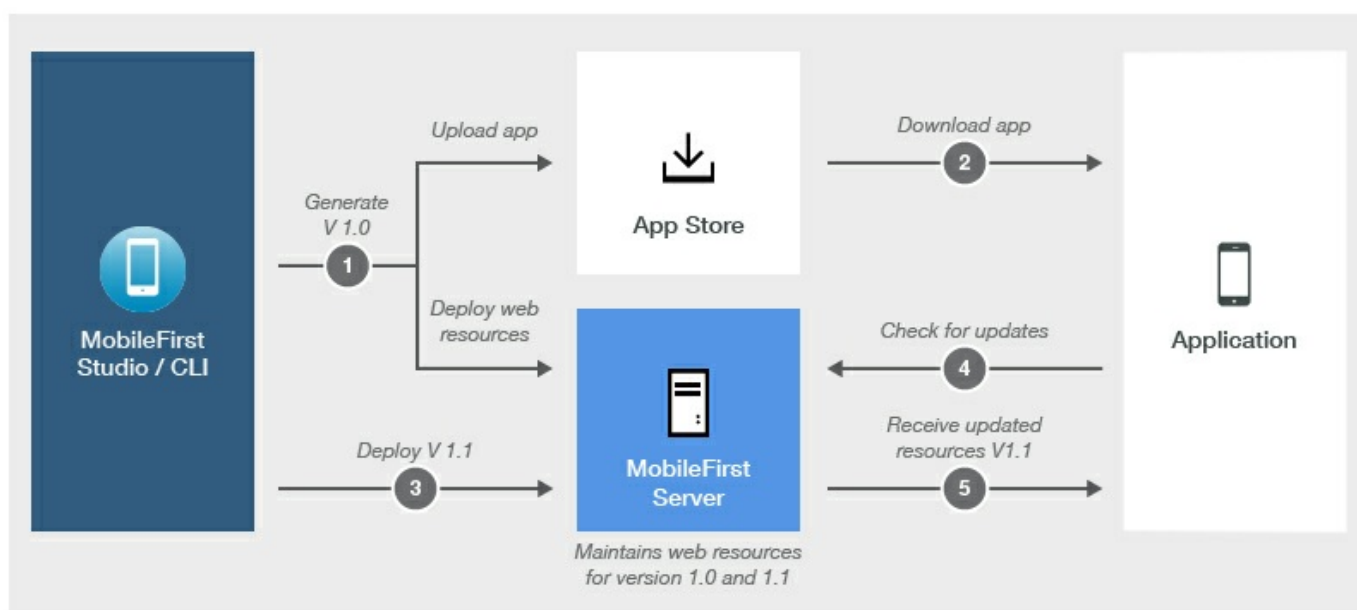 Upload app
Download app
2
App Store
Generate
V 1.0
1
MobileFirst
Studio / CLI
Deploy web
resources
Check for updates
4
Application
Deploy V 1.1
3
MobileFirst
Server
Receive updated
resources V1.1
5
Maintains web resources
for version 1.0 and 1.1